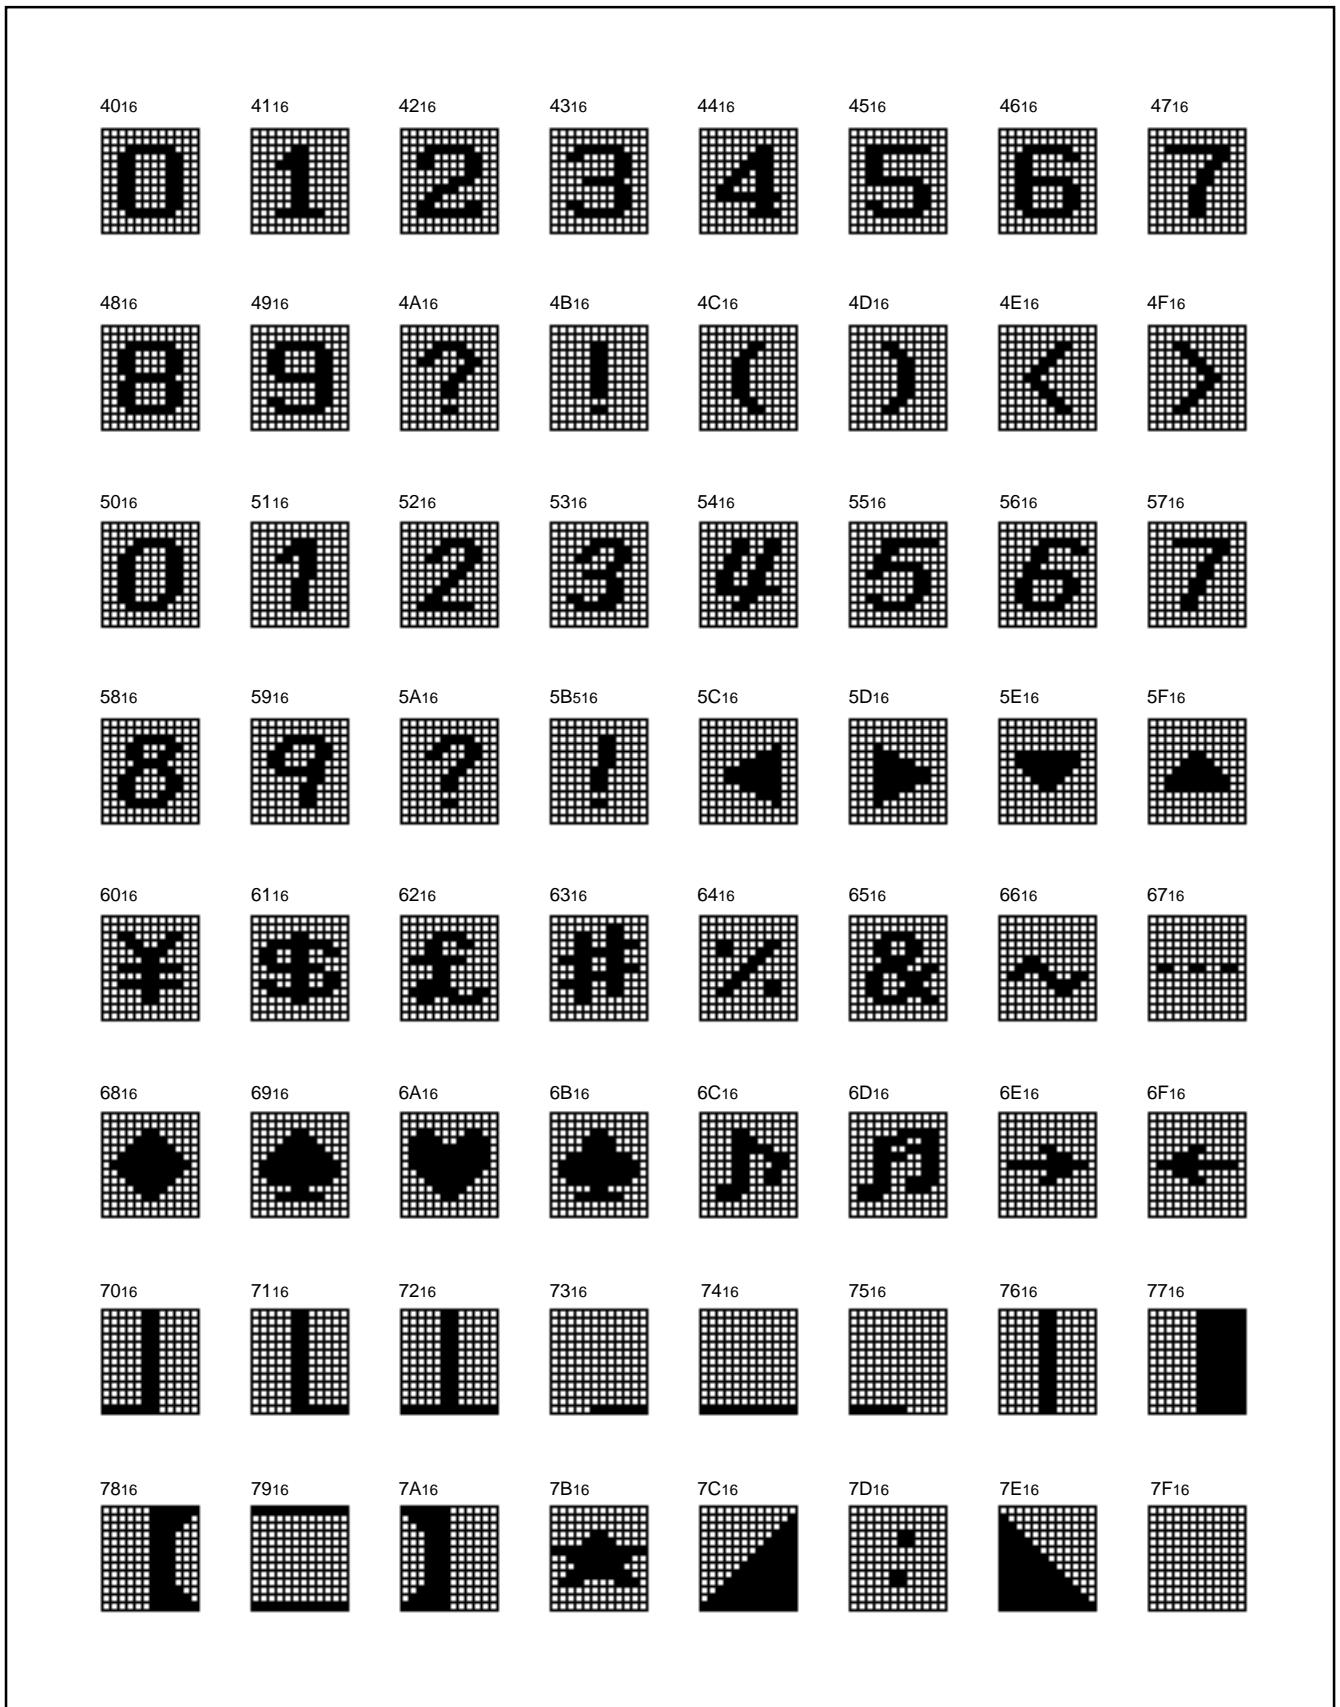 4016 4116 4216 4316 4416 4516 4616 4716
0 1 2 3 4 5 6 7
4816 4916 4A16 4B16 4C16 4D16 4E16 4F16
8 9 ? ! ( ) < >
5016 5116 5216 5316 5416 5516 5616 5716
0 1 2 3 4 5 6 7
5816 5916 5A16 5B516 5C16 5D16 5E16 5F16
8 9 ? ! ◀ ▶ ▼ ▲
6016 6116 6216 6316 6416 6516 6616 6716
¥ $ £ # % & ~ ---
6816 6916 6A16 6B16 6C16 6D16 6E16 6F16
♦ ♠ ♥ ♣ ♪ ♫ → ←
7016 7116 7216 7316 7416 7516 7616 7716
7816 7916 7A16 7B16 7C16 7D16 7E16 7F16